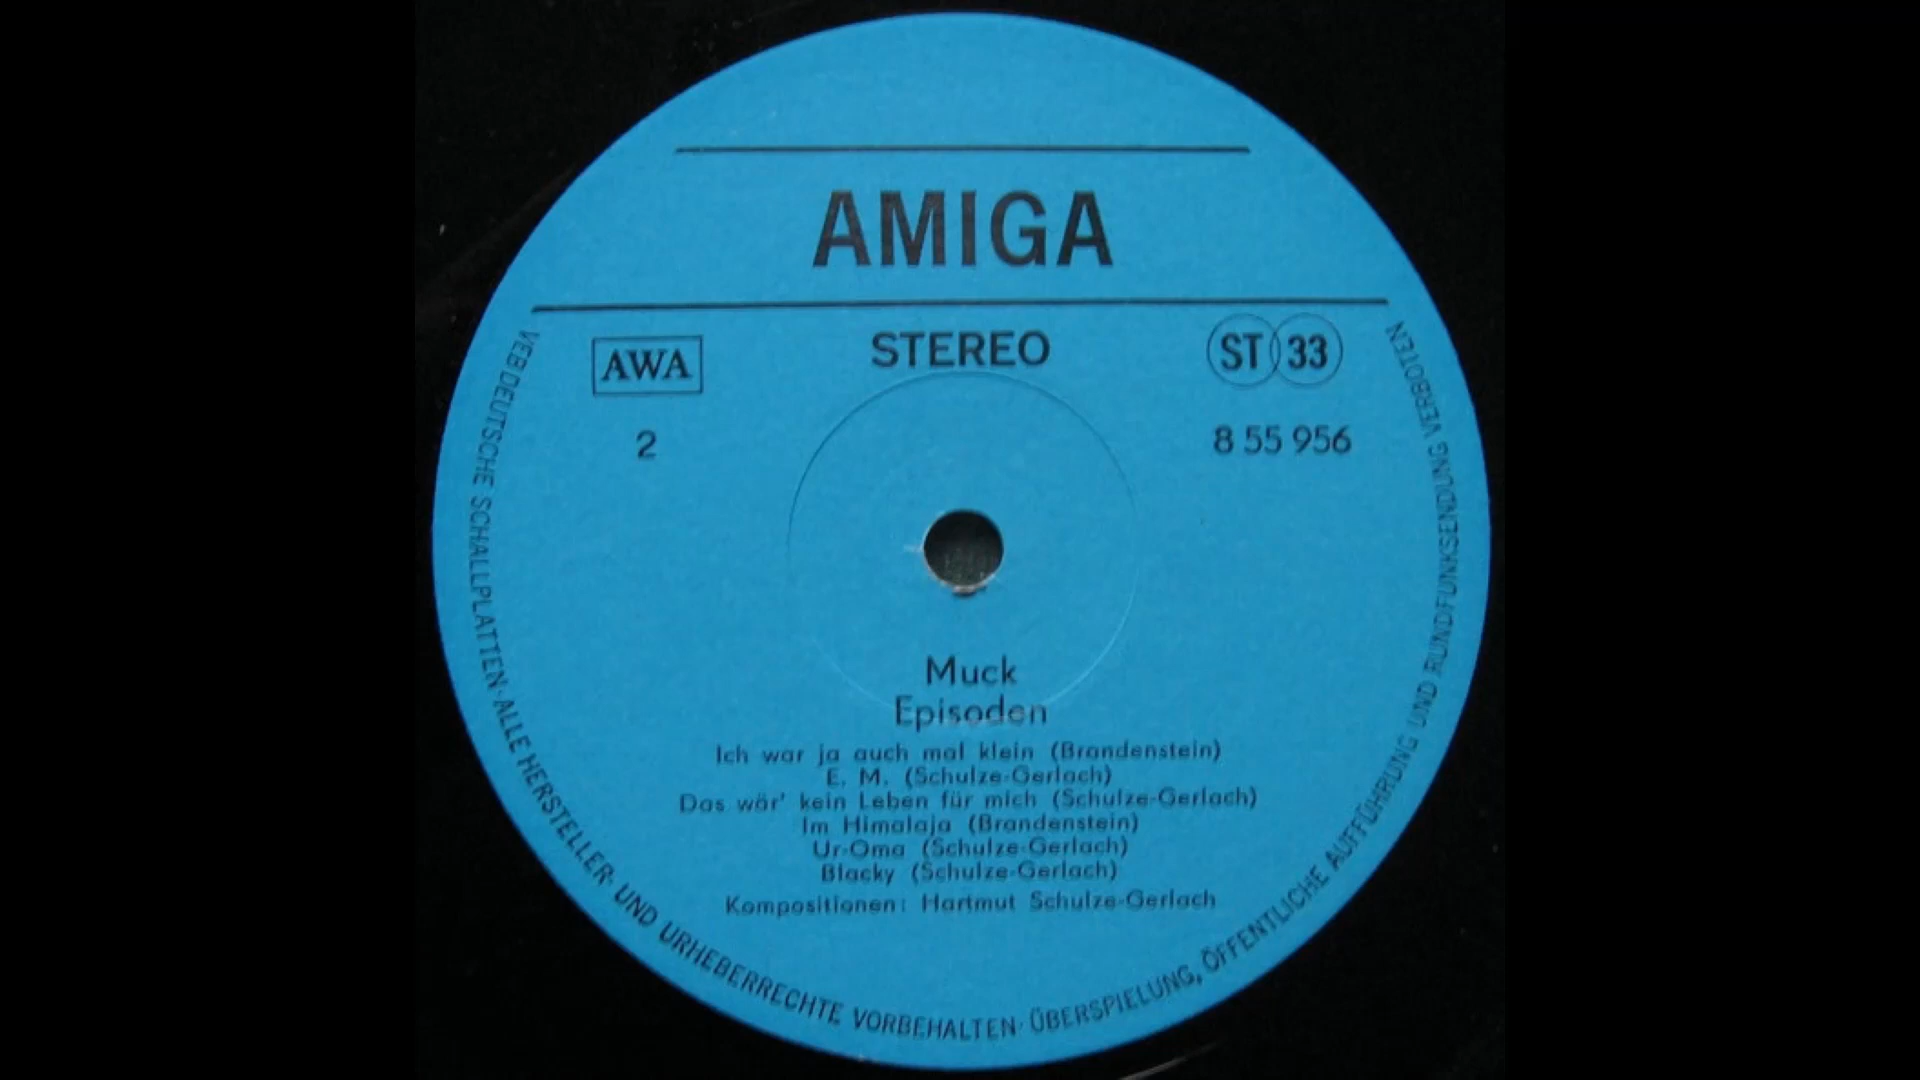 AMIGA
AWA
STEREO
ST 33
2
8 55 956
Muck
Episoden
Ich war ja auch mal klein (Brandenstein)
E. M. (Schulze-Gerlach)
Das wär' kein Leben für mich (Schulze-Gerlach)
Im Himalaja (Brandenstein)
Ur-Oma (Schulze-Gerlach)
Blacky (Schulze-Gerlach)
Kompositionen: Hartmut Schulze-Gerlach
VEB DEUTSCHE SCHALLPLATTEN · ALLE HERSTELLER- UND URHEBERRECHTE VORBEHALTEN · ÜBERSPIELUNG, ÖFFENTLICHE AUFFÜHRUNG UND RUNDFUNKSENDUNG VERBOTEN